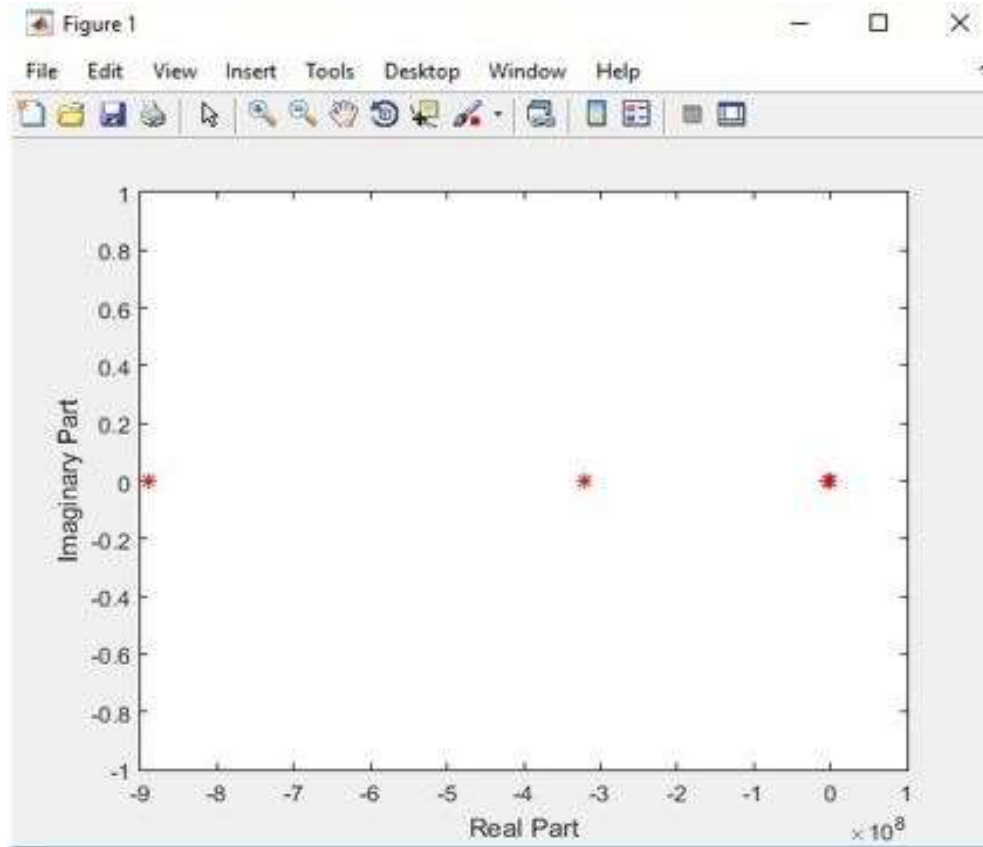 Figure 1
File Edit View Insert Tools Desktop Window Help
1
0.8
0.6
0.4
0.2
0
-0.2
-0.4
-0.6
-0.8
-1
Imaginary Part
-9 -8 -7 -6 -5 -4 -3 -2 -1 0 1
Real Part
× 10⁸